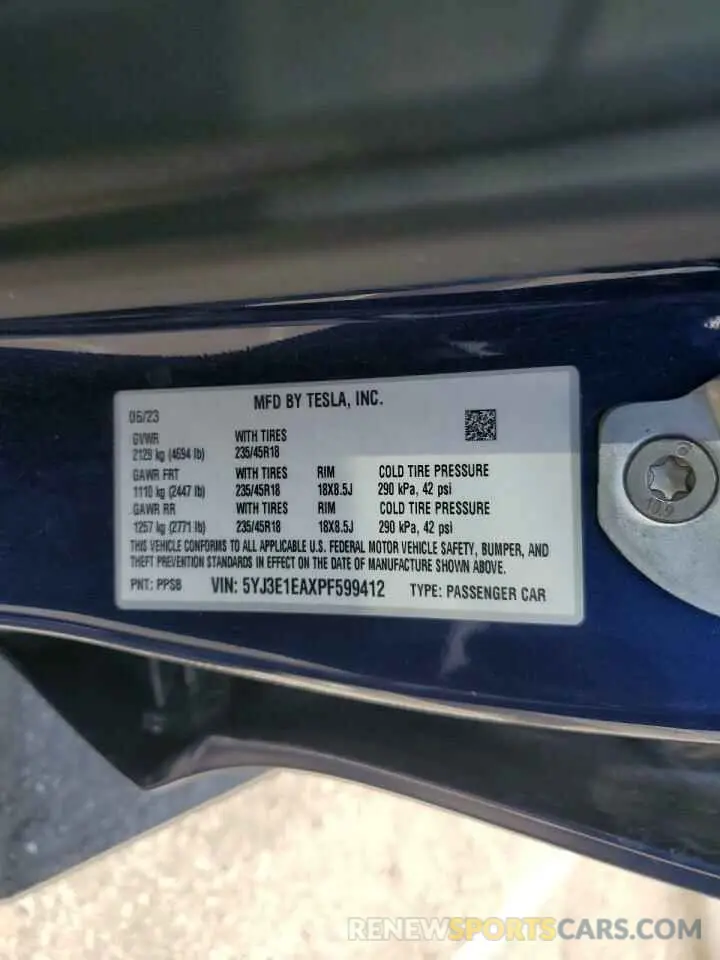 MFD BY TESLA, INC.
06/23
GVWR WITH TIRES
2129 kg (4694 lb) 235/45R18
GAWR FRT WITH TIRES RIM COLD TIRE PRESSURE
1110 kg (2447 lb) 235/45R18 18X8.5J 290 kPa, 42 psi
GAWR RR WITH TIRES RIM COLD TIRE PRESSURE
1257 kg (2771 lb) 235/45R18 18X8.5J 290 kPa, 42 psi
THIS VEHICLE CONFORMS TO ALL APPLICABLE U.S. FEDERAL MOTOR VEHICLE SAFETY, BUMPER, AND
THEFT PREVENTION STANDARDS IN EFFECT ON THE DATE OF MANUFACTURE SHOWN ABOVE.
PNT: PPSB VIN: 5YJ3E1EAXPF599412 TYPE: PASSENGER CAR
10.9
RENEWSPORTSCARS.COM